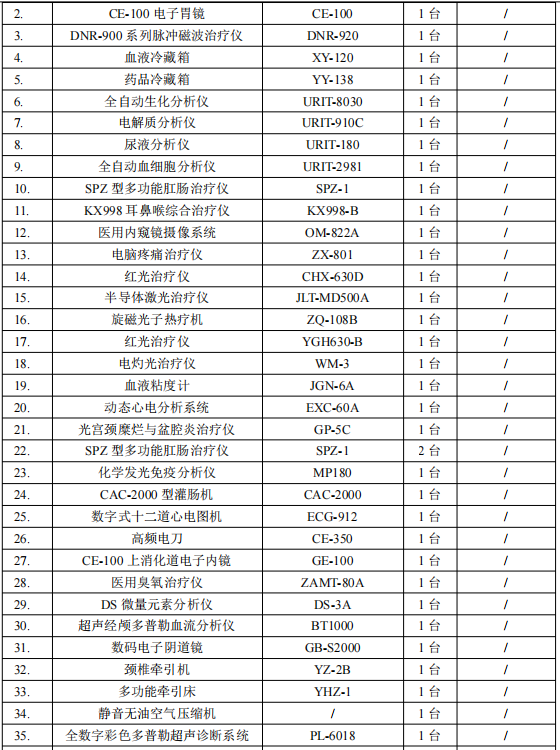 2. CE-100 电子胃镜 CE-100 1 台 /
3. DNR-900 系列脉冲磁波治疗仪 DNR-920 1 台 /
4. 血液冷藏箱 XY-120 1 台 /
5. 药品冷藏箱 YY-138 1 台 /
6. 全自动生化分析仪 URIT-8030 1 台 /
7. 电解质分析仪 URIT-910C 1 台 /
8. 尿液分析仪 URIT-180 1 台 /
9. 全自动血细胞分析仪 URIT-2981 1 台 /
10. SPZ 型多功能肛肠治疗仪 SPZ-1 1 台 /
11. KX998 耳鼻喉综合治疗仪 KX998-B 1 台 /
12. 医用内窥镜摄像系统 OM-822A 1 台 /
13. 电脑疼痛治疗仪 ZX-801 1 台 /
14. 红光治疗仪 CHX-630D 1 台 /
15. 半导体激光治疗仪 JLT-MD500A 1 台 /
16. 旋磁光子热疗机 ZQ-108B 1 台 /
17. 红光治疗仪 YGH630-B 1 台 /
18. 电灼光治疗仪 WM-3 1 台 /
19. 血液粘度计 JGN-6A 1 台 /
20. 动态心电分析系统 EXC-60A 1 台 /
21. 光宫颈糜烂与盆腔炎治疗仪 GP-5C 1 台 /
22. SPZ 型多功能肛肠治疗仪 SPZ-1 2 台 /
23. 化学发光免疫分析仪 MP180 1 台 /
24. CAC-2000 型灌肠机 CAC-2000 1 台 /
25. 数字式十二道心电图机 ECG-912 1 台 /
26. 高频电刀 CE-350 1 台 /
27. CE-100 上消化道电子内镜 GE-100 1 台 /
28. 医用臭氧治疗仪 ZAMT-80A 1 台 /
29. DS 微量元素分析仪 DS-3A 1 台 /
30. 超声经颅多普勒血流分析仪 BT1000 1 台 /
31. 数码电子阴道镜 GB-S2000 1 台 /
32. 颈椎牵引机 YZ-2B 1 台 /
33. 多功能牵引床 YHZ-1 1 台 /
34. 静音无油空气压缩机 / 1 台 /
35. 全数字彩色多普勒超声诊断系统 PL-6018 1 台 /